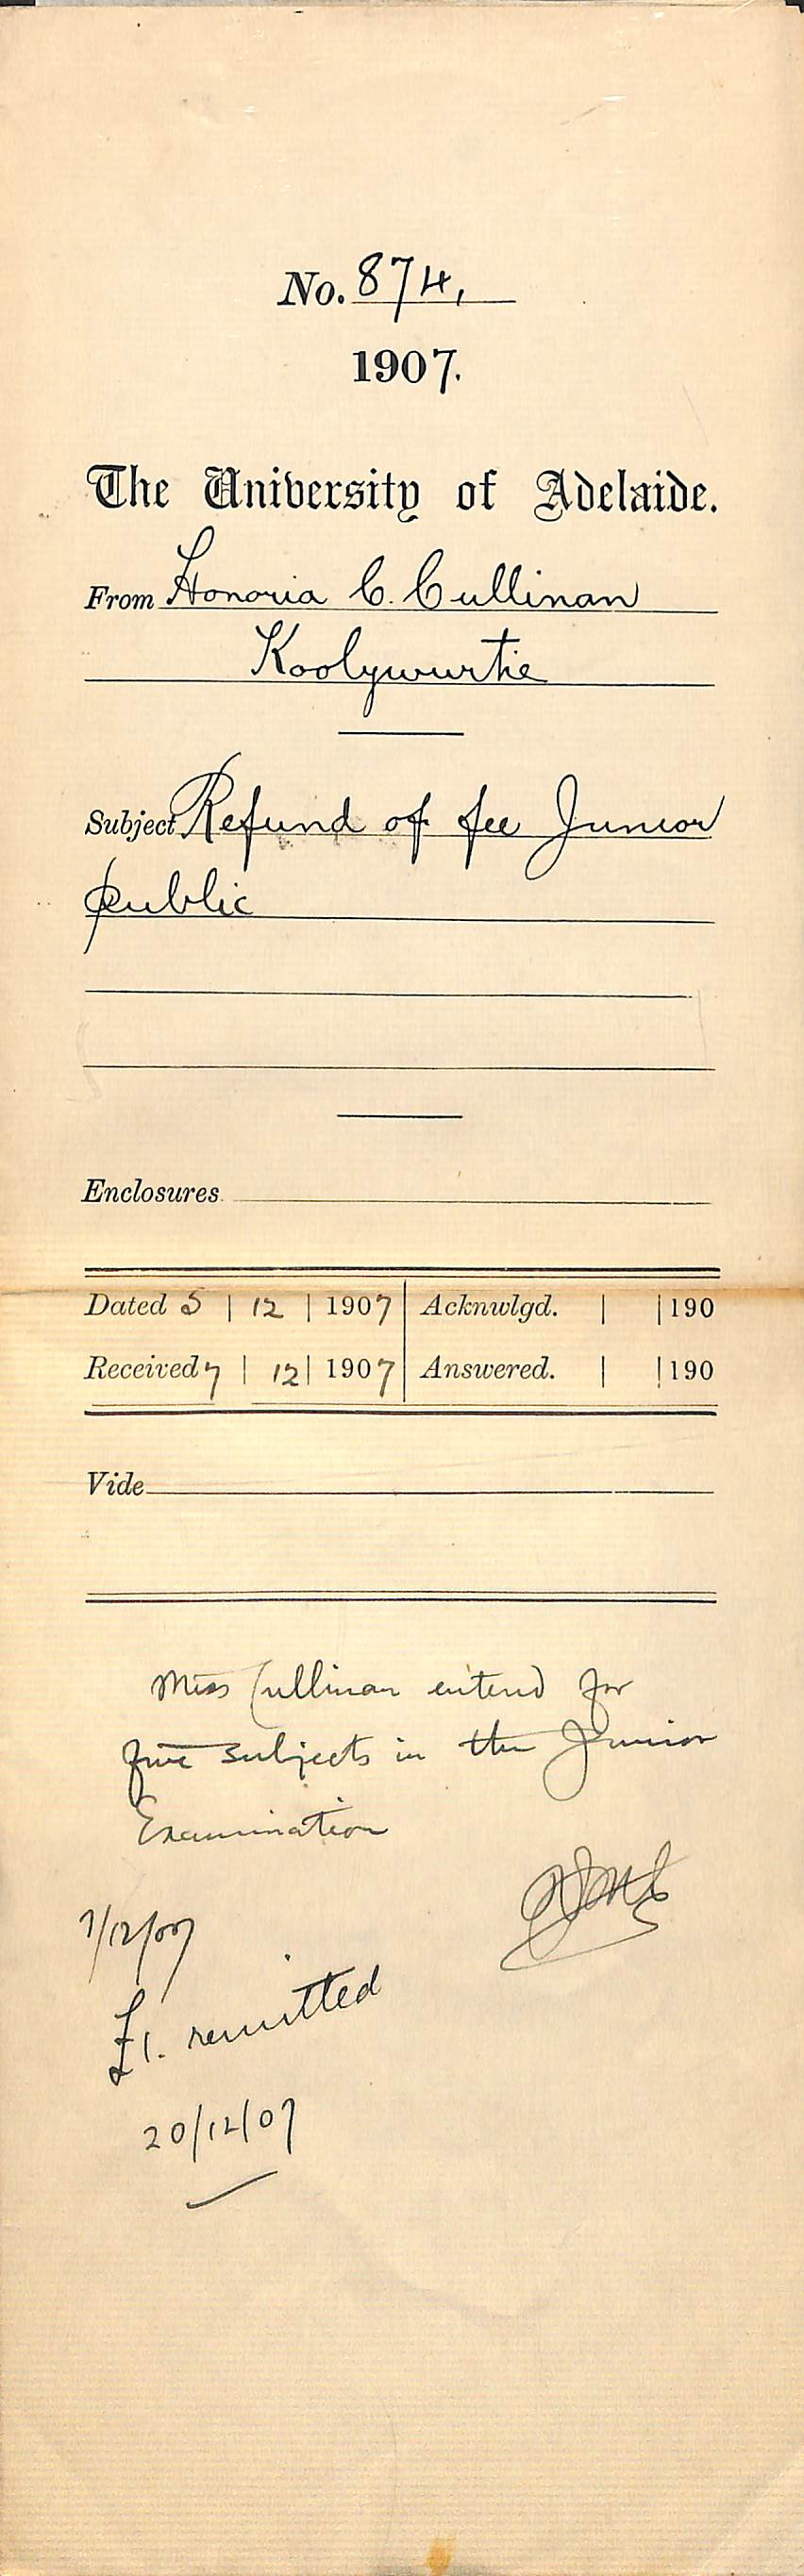 No. 874.
1907.
The University of Adelaide.
From Honoria C. Cullinan
Koolywurtie
Subject Refund of fee Junior
Public
Enclosures
Dated 5 | 12 | 1907 Acknwlgd. | | 190
Received 7 | 12 | 1907 Answered. | | 190
Vide
Miss Cullinan entered for
five subjects in the Junior
Examination
7/12/07
£1. remitted
20/12/07